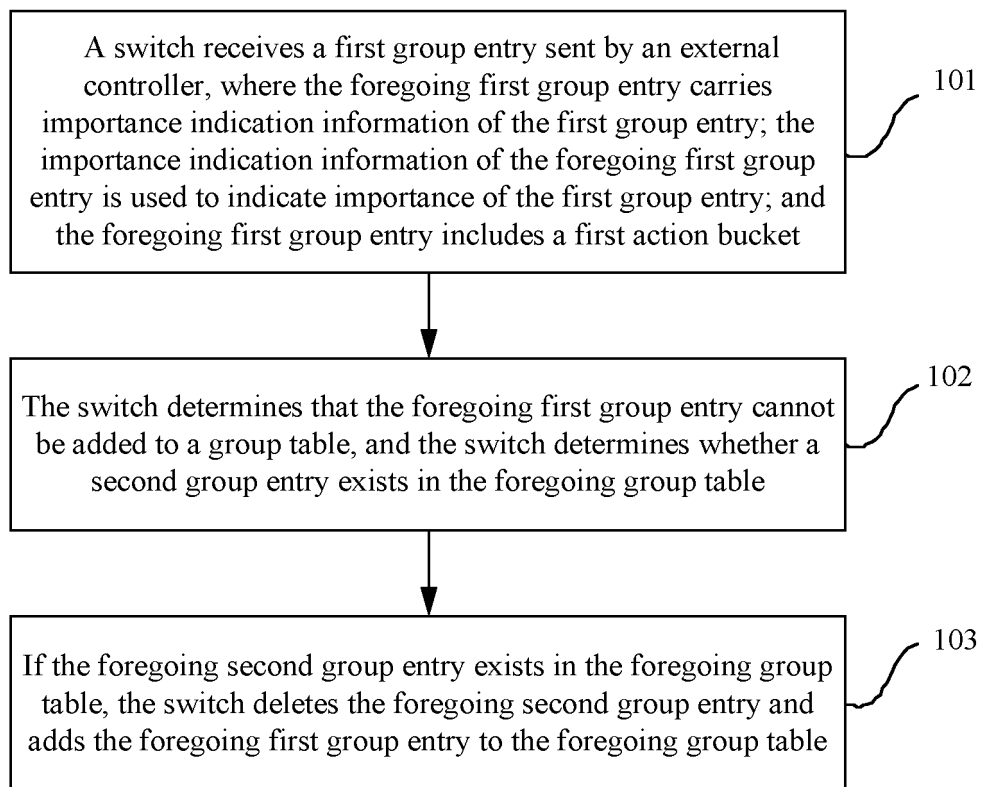 A switch receives a first group entry sent by an external
controller, where the foregoing first group entry carries
importance indication information of the first group entry; the
importance indication information of the foregoing first group
entry is used to indicate importance of the first group entry; and
the foregoing first group entry includes a first action bucket
101
The switch determines that the foregoing first group entry cannot
be added to a group table, and the switch determines whether a
second group entry exists in the foregoing group table
102
If the foregoing second group entry exists in the foregoing group
table, the switch deletes the foregoing second group entry and
adds the foregoing first group entry to the foregoing group table
103